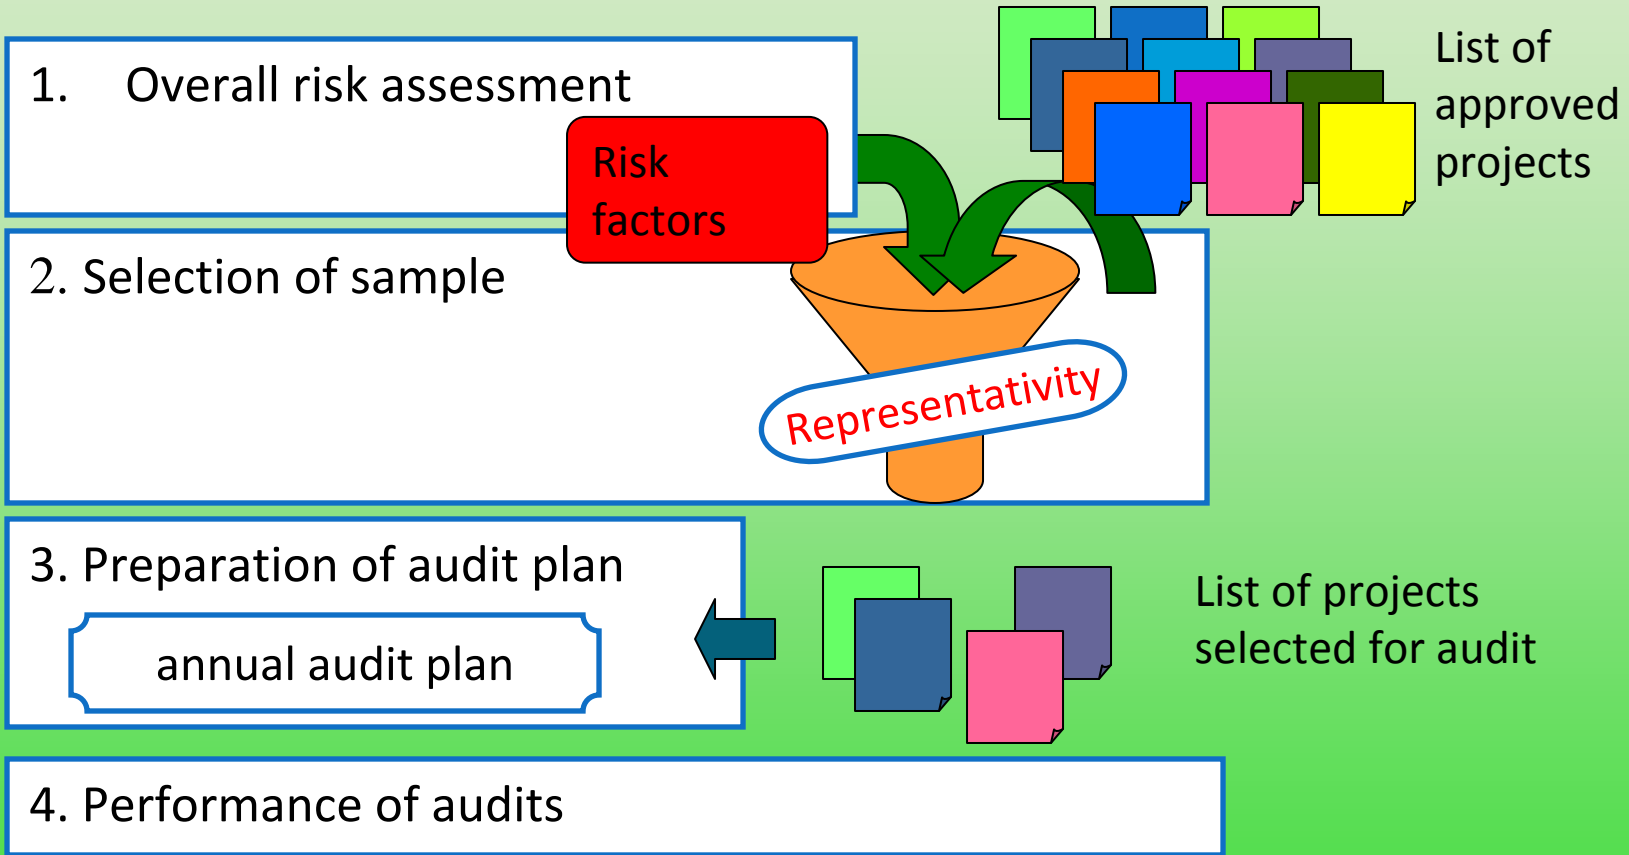 1. Overall risk assessment
Risk
factors
List of
approved
projects
2. Selection of sample
Representativity
3. Preparation of audit plan
annual audit plan
List of projects
selected for audit
4. Performance of audits